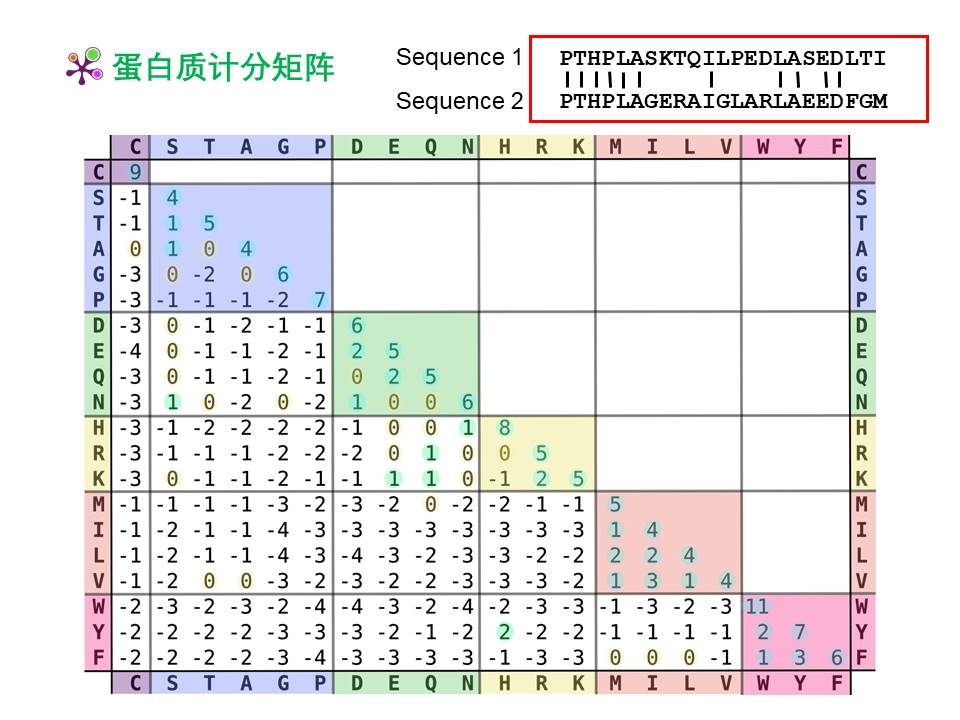 蛋白质计分矩阵
Sequence 1 PTHPLASKTQILPEDLASEDLTI
Sequence 2 PTHPLAGERAIGLARLAEEDFGM
C S T A G P D E Q N H R K M I L V W Y F
C 9 C
S -1 4 S
T -1 1 5 T
A 0 1 0 4 A
G -3 0 -2 0 6 G
P -3 -1 -1 -1 -2 7 P
D -3 0 -1 -2 -1 -1 6 D
E -4 0 -1 -1 -2 -1 2 5 E
Q -3 0 -1 -1 -2 -1 0 2 5 Q
N -3 1 0 -2 0 -2 1 0 0 6 N
H -3 -1 -2 -2 -2 -2 -1 0 0 1 8 H
R -3 -1 -1 -1 -2 -2 -2 0 1 0 0 5 R
K -3 0 -1 -1 -2 -1 -1 1 1 0 -1 2 5 K
M -1 -1 -1 -1 -3 -2 -3 -2 0 -2 -2 -1 -1 5 M
I -1 -2 -1 -1 -4 -3 -3 -3 -3 -3 -3 -3 -3 1 4 I
L -1 -2 -1 -1 -4 -3 -4 -3 -2 -3 -3 -2 -2 2 2 4 L
V -1 -2 0 0 -3 -2 -3 -2 -2 -3 -3 -3 -2 1 3 1 4 V
W -2 -3 -2 -3 -2 -4 -4 -3 -2 -4 -2 -3 -3 -1 -3 -2 -3 11 W
Y -2 -2 -2 -2 -3 -3 -3 -2 -1 -2 2 -2 -2 -1 -1 -1 -1 2 7 Y
F -2 -2 -2 -2 -3 -4 -3 -3 -3 -3 -1 -3 -3 0 0 0 -1 1 3 6 F
C S T A G P D E Q N H R K M I L V W Y F